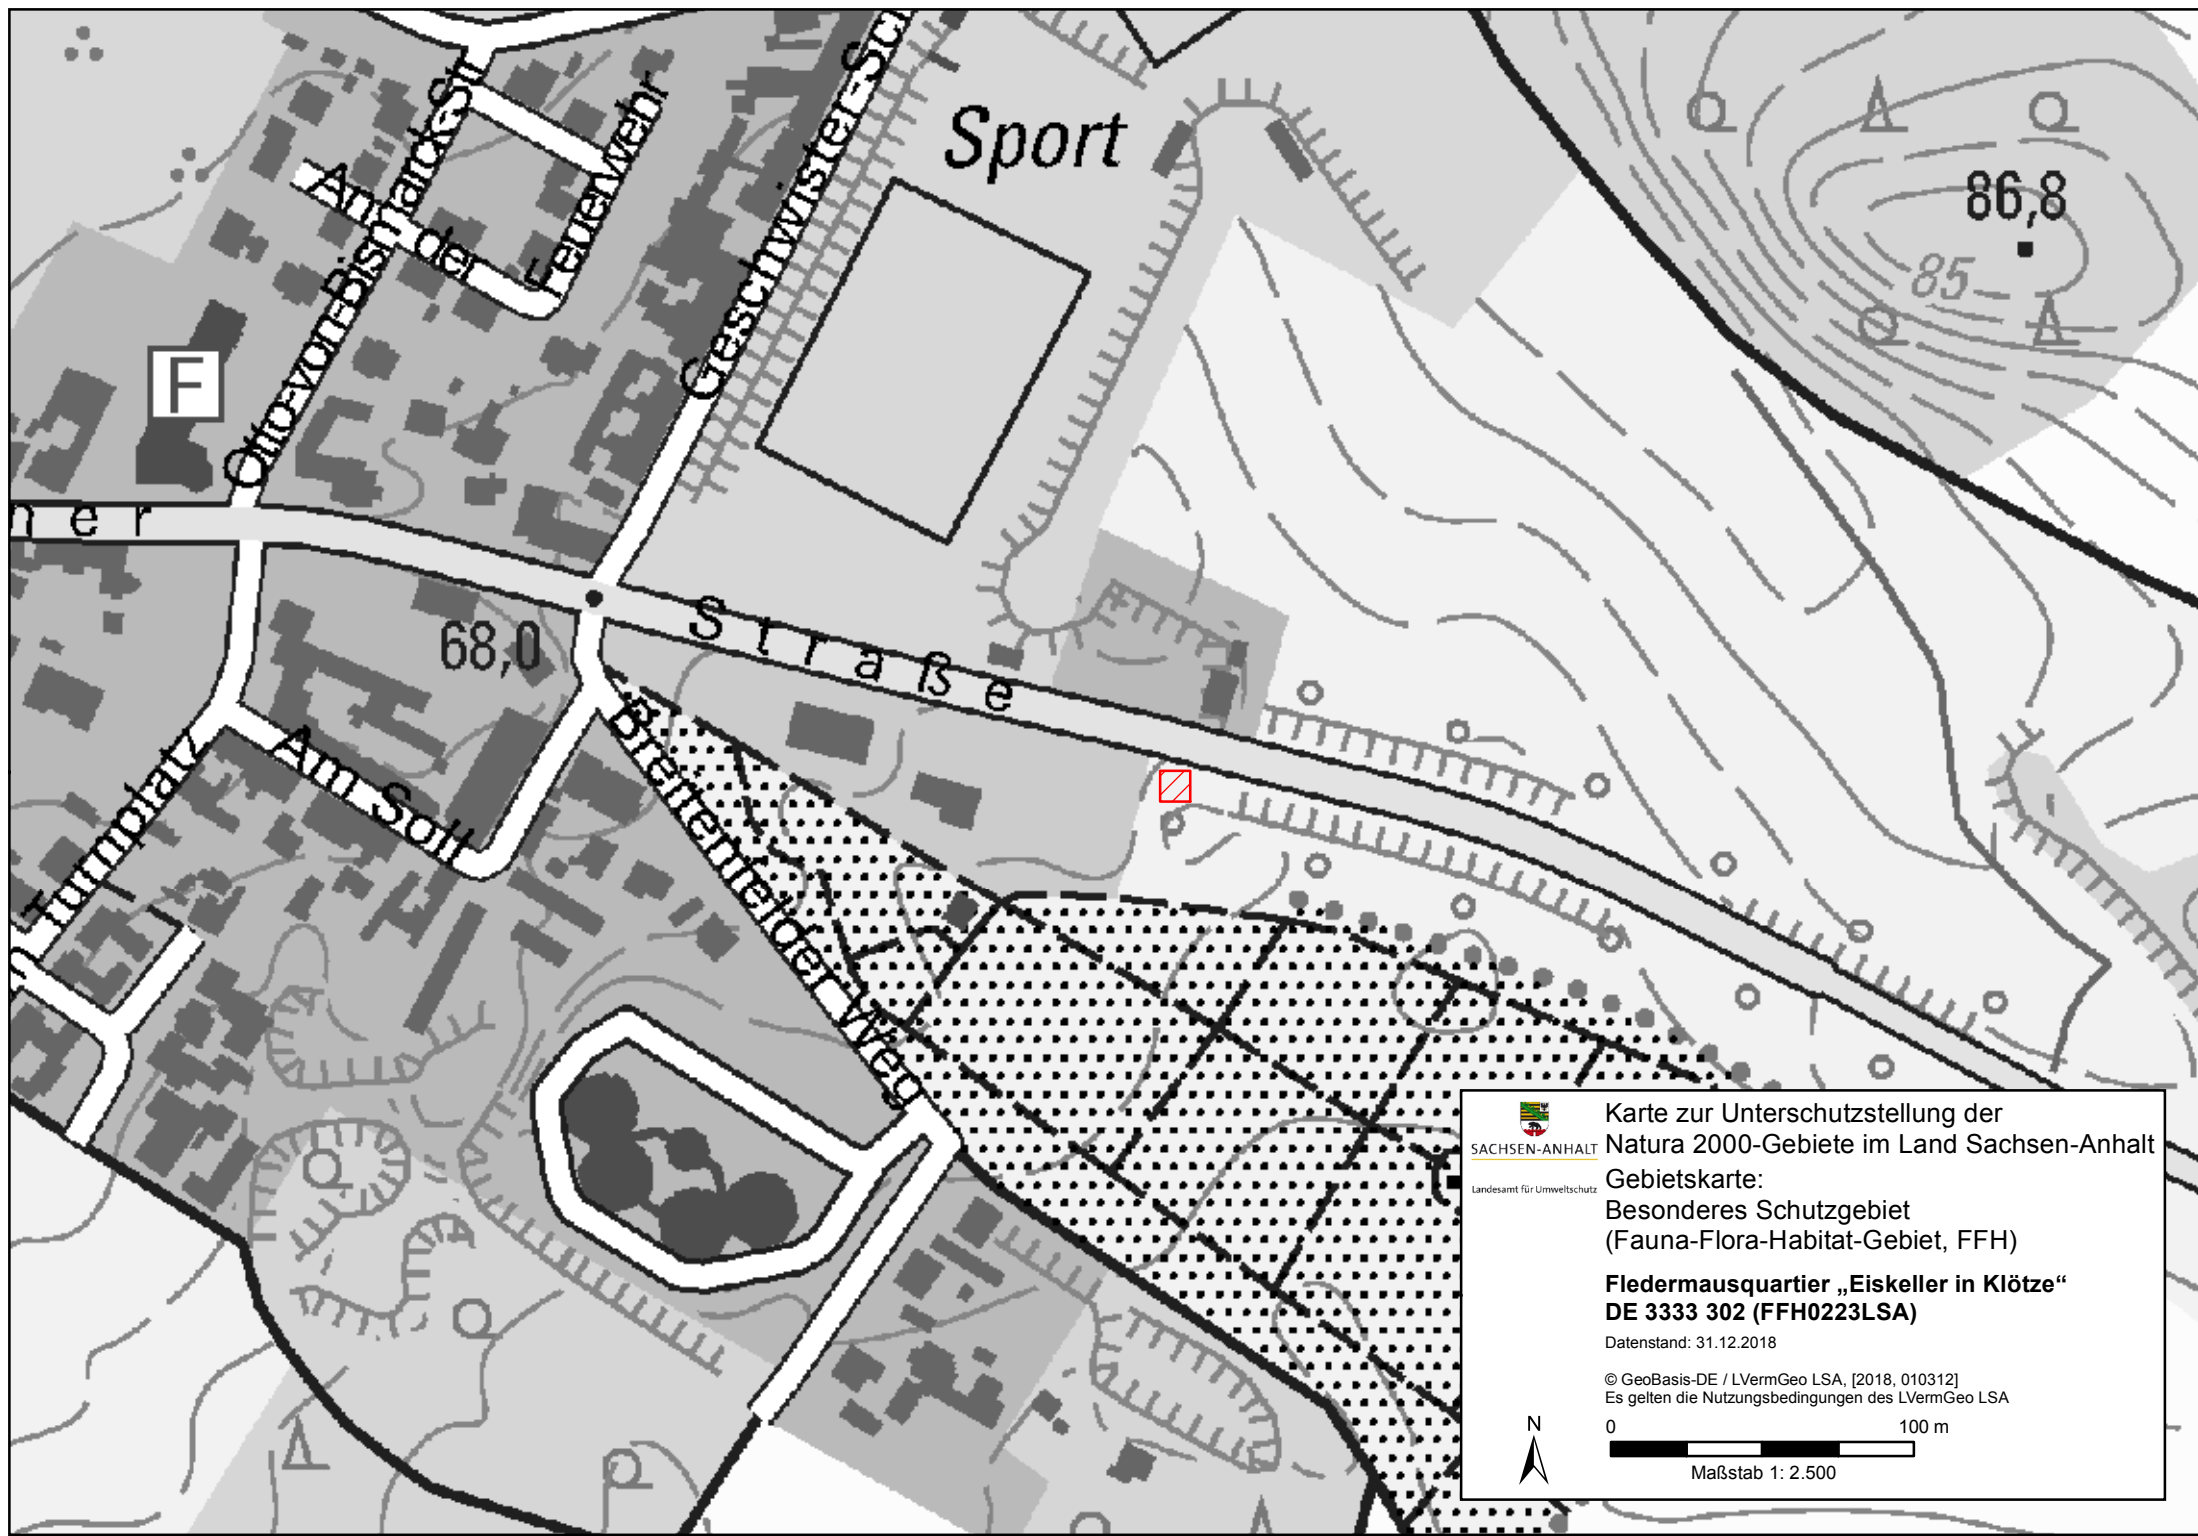 Otto-von-Bismarck-Str
An der Feuerwehr
Geschwister-Sch
Sport
86,8
85
F
ner
Straße
68,0
Breitenfelder Weg
Am Söll
Turnplatz
SACHSEN-ANHALT
Landesamt für Umweltschutz
Karte zur Unterschutzstellung der
Natura 2000-Gebiete im Land Sachsen-Anhalt
Gebietskarte:
Besonderes Schutzgebiet
(Fauna-Flora-Habitat-Gebiet, FFH)
Fledermausquartier „Eiskeller in Klötze“
DE 3333 302 (FFH0223LSA)
Datenstand: 31.12.2018
© GeoBasis-DE / LVermGeo LSA, [2018, 010312]
Es gelten die Nutzungsbedingungen des LVermGeo LSA
N
0 100 m
Maßstab 1: 2.500